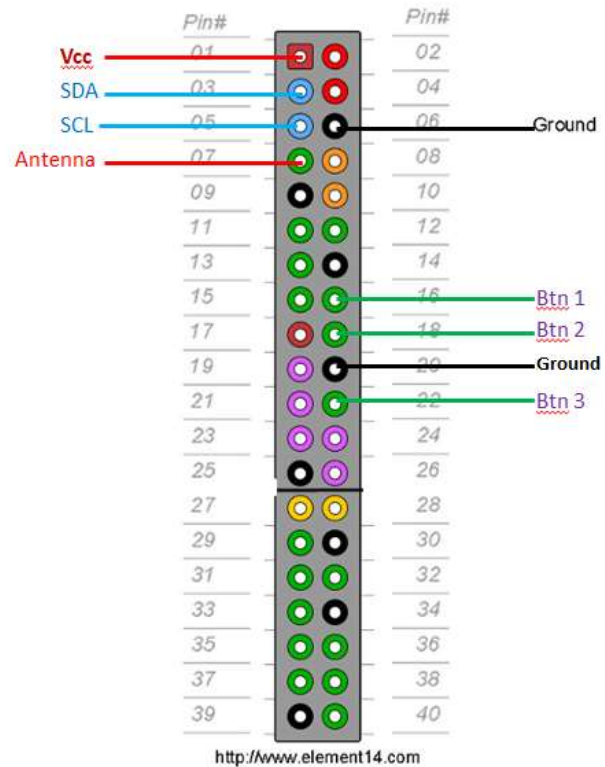 Pin# Pin#
Vcc 01 02
SDA 03 04
SCL 05 06 Ground
Antenna 07 08
09 10
11 12
13 14
15 16 Btn 1
17 18 Btn 2
19 20 Ground
21 22 Btn 3
23 24
25 26
27 28
29 30
31 32
33 34
35 36
37 38
39 40
http://www.element14.com